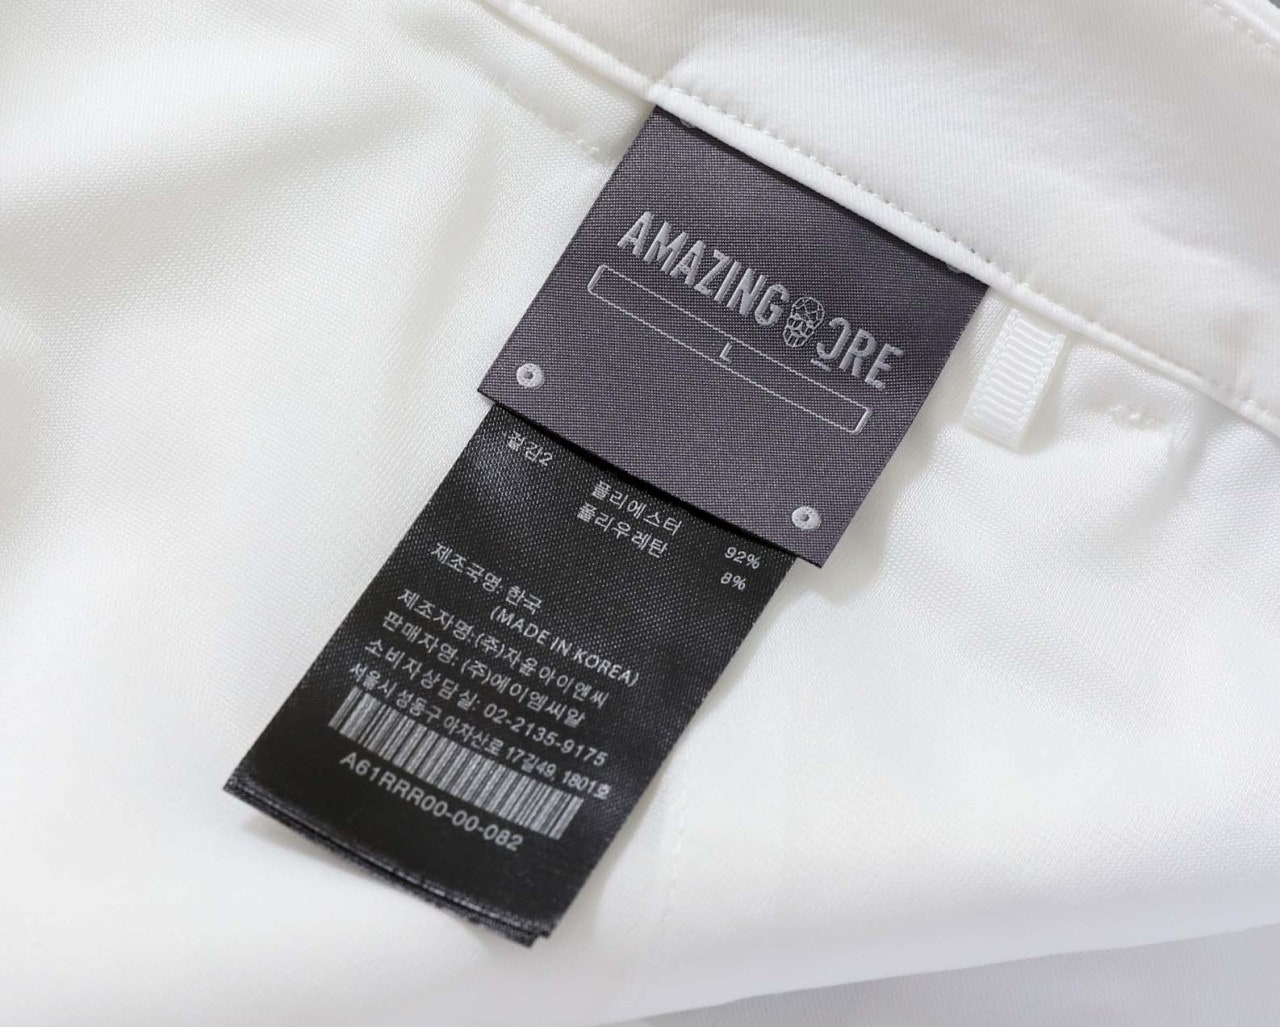 AMAZING CRE
L
겉감2
폴리에스터 92%
폴리우레탄 8%
제조국명: 한국
(MADE IN KOREA)
제조자명:(주)자윤아이앤씨
판매자명: (주)에이엠씨알
소비자상담실: 02-2135-9175
서울시 성동구 아차산로17길49, 1801호
A61RRR00-00-082